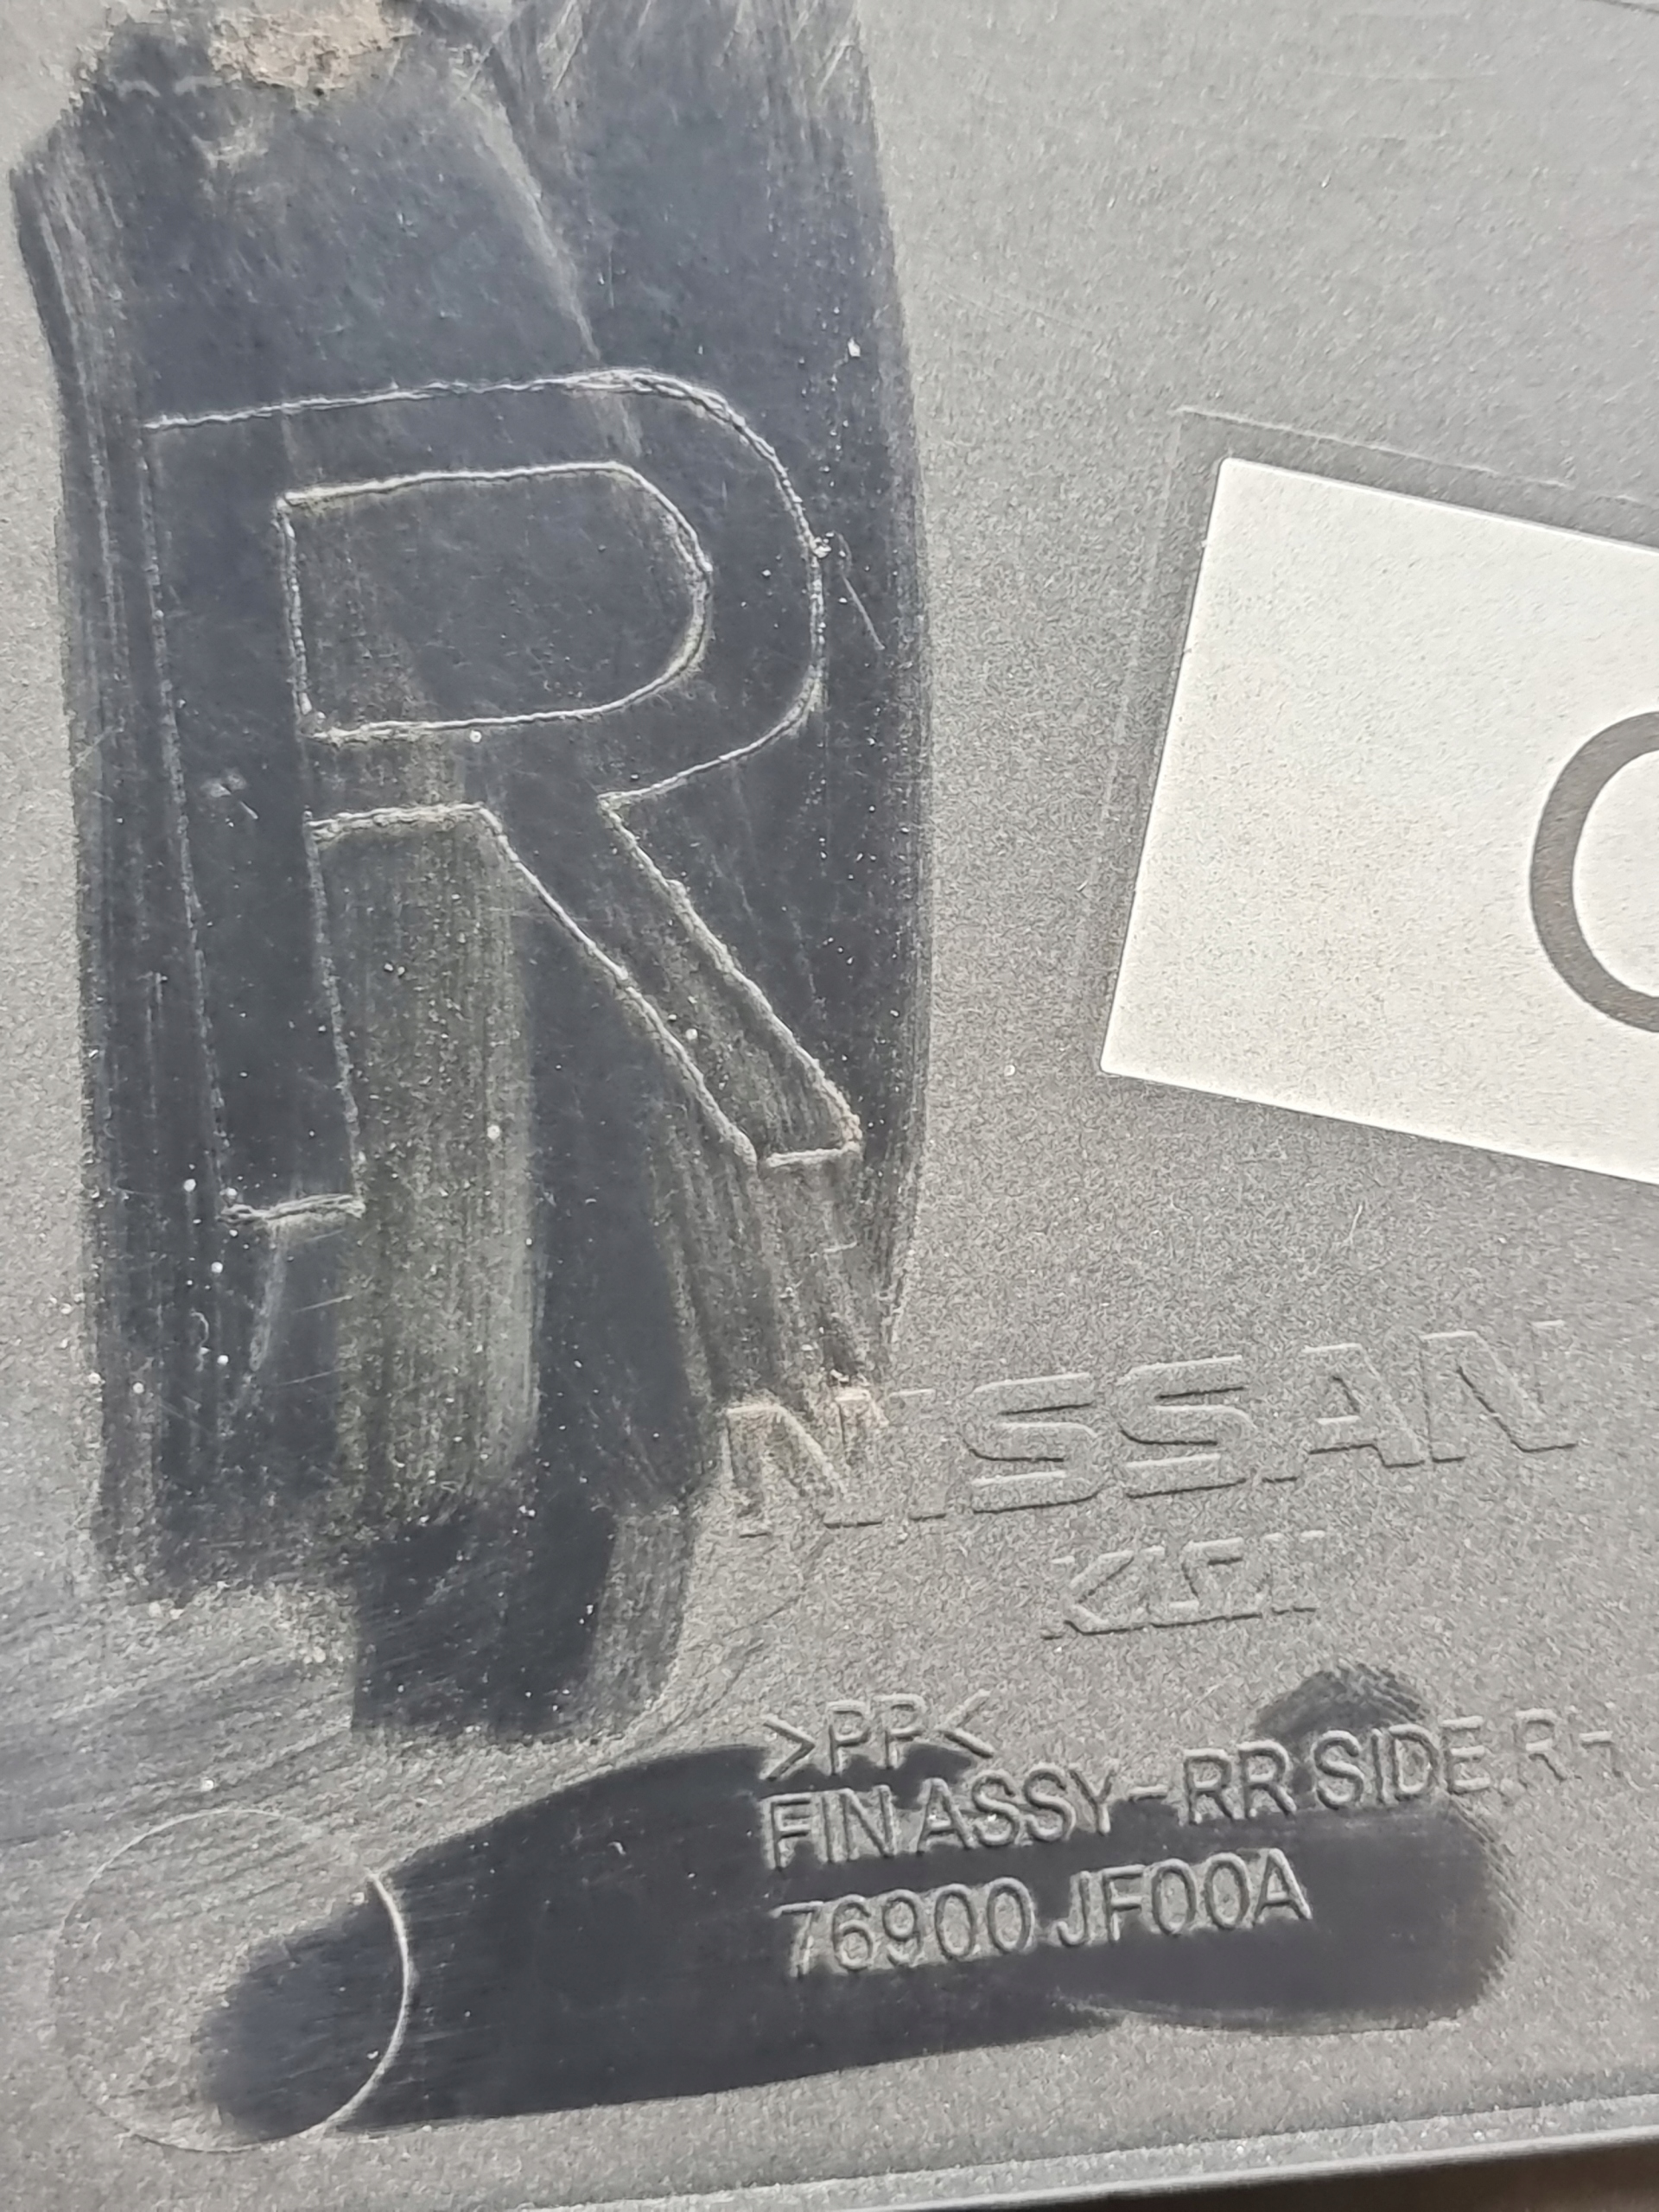 R
NISSAN
>PP<
FIN ASSY-RR SIDE,R-
76900 JF00A